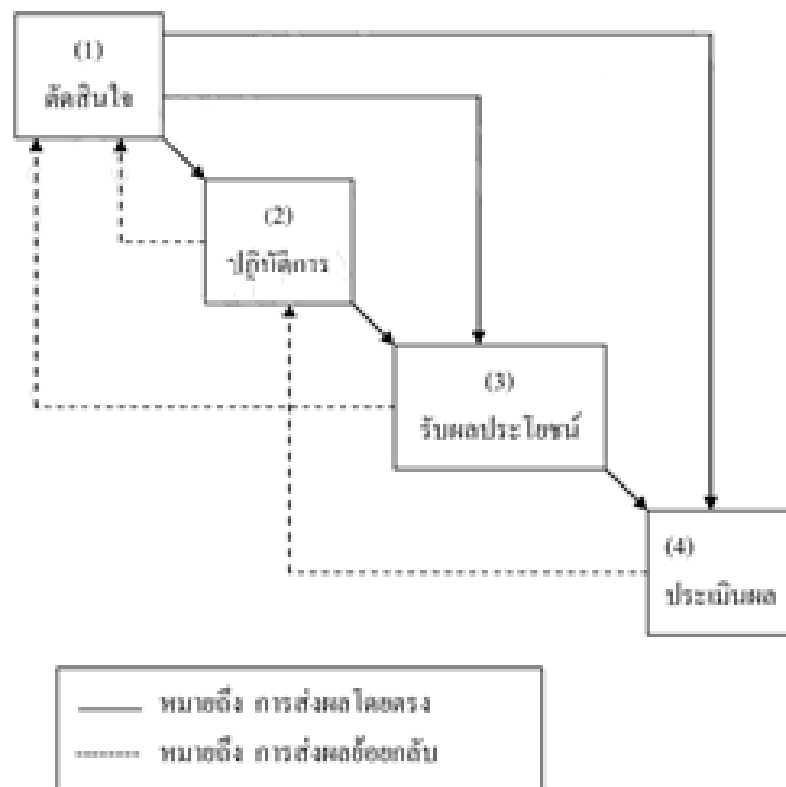 (1)
ตัดสินใจ
(2)
ปฏิบัติการ
(3)
รับผลประโยชน์
(4)
ประเมินผล
หมายถึง การส่งผลโดยตรง
หมายถึง การส่งผลย้อยกลับ